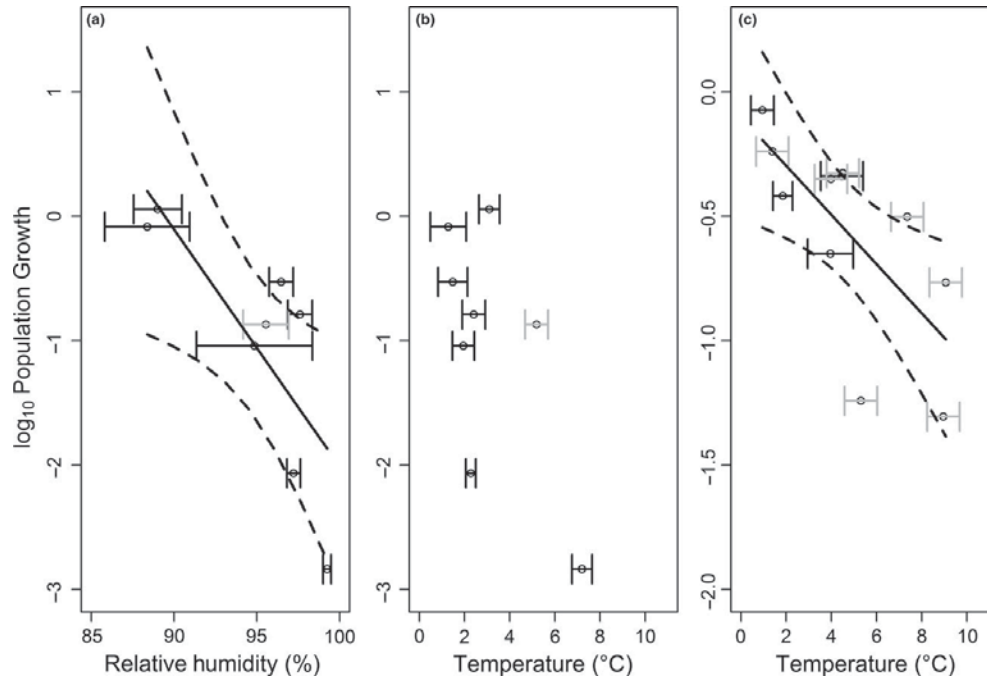 (a)
(b)
(c)
log10 Population Growth
1
0
−1
−2
−3
85 90 95 100
Relative humidity (%)
1
0
−1
−2
−3
0 2 4 6 8 10
Temperature (°C)
0.0
−0.5
−1.0
−1.5
−2.0
0 2 4 6 8 10
Temperature (°C)